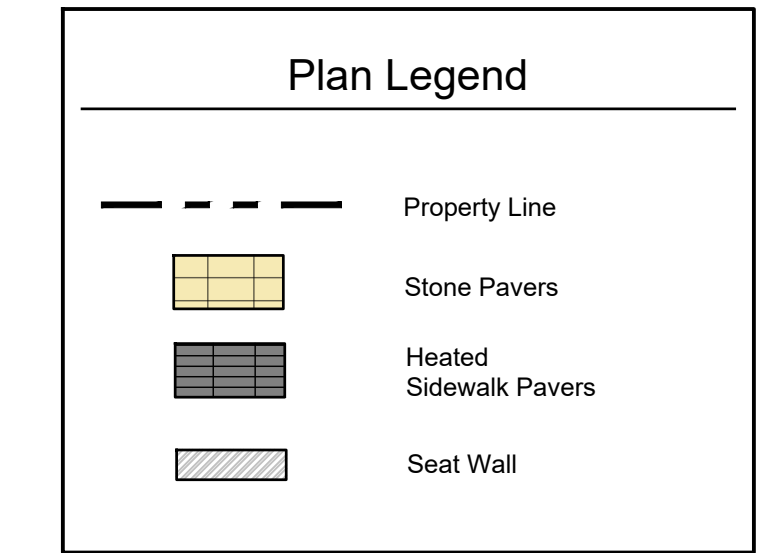 Plan Legend
Property Line
Stone Pavers
Heated
Sidewalk Pavers
Seat Wall